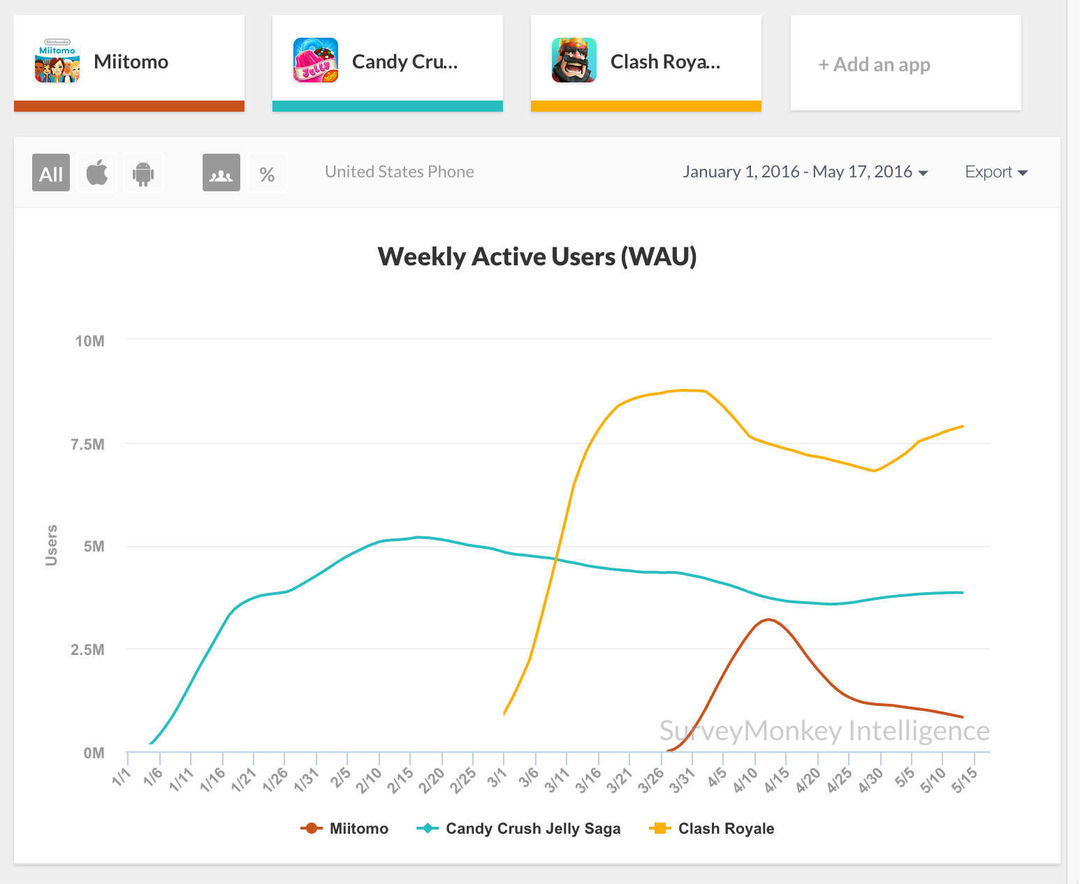 Miitomo
Candy Cru...
Clash Roya...
+ Add an app
Miitomo
Jelly
All
%
United States Phone
January 1, 2016 - May 17, 2016
Export
Weekly Active Users (WAU)
10M
7.5M
5M
2.5M
0M
Users
SurveyMonkey Intelligence
1/1 1/6 1/11 1/16 1/21 1/26 1/31 2/5 2/10 2/15 2/20 2/25 3/1 3/6 3/11 3/16 3/21 3/26 3/31 4/5 4/10 4/15 4/20 4/25 4/30 5/5 5/10 5/15
Miitomo Candy Crush Jelly Saga Clash Royale